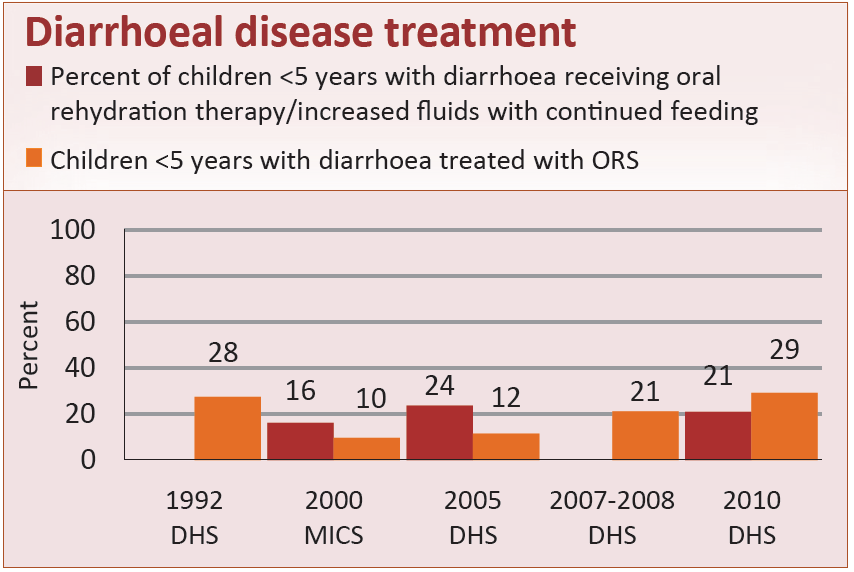 Diarrhoeal disease treatment
Percent of children <5 years with diarrhoea receiving oral
rehydration therapy/increased fluids with continued feeding
Children <5 years with diarrhoea treated with ORS
Percent
100
80
60
40
20
0
28
16
10
24
12
21
21
29
1992
DHS
2000
MICS
2005
DHS
2007-2008
DHS
2010
DHS